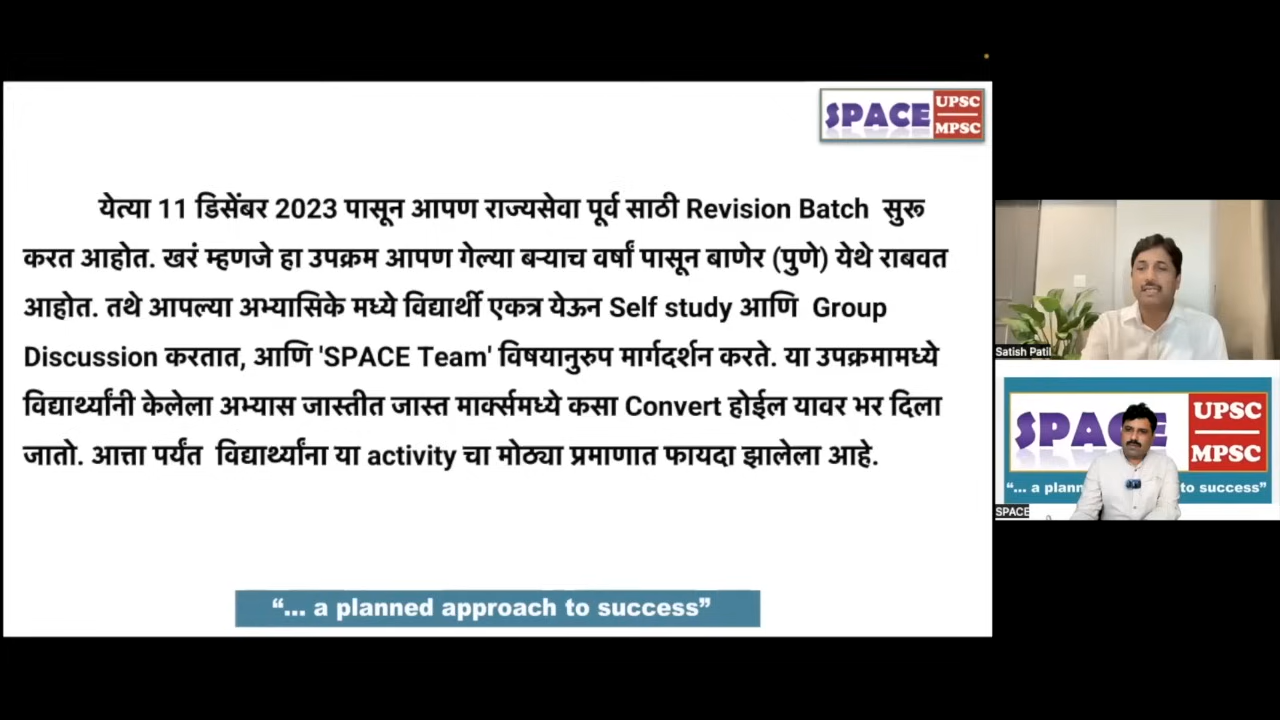 SPACE UPSC MPSC
येत्या 11 डिसेंबर 2023 पासून आपण राज्यसेवा पूर्व साठी Revision Batch सुरू
करत आहोत. खरं म्हणजे हा उपक्रम आपण गेल्या बऱ्याच वर्षां पासून बाणेर (पुणे) येथे राबवत
आहोत. तथे आपल्या अभ्यासिके मध्ये विद्यार्थी एकत्र येऊन Self study आणि Group
Discussion करतात, आणि 'SPACE Team' विषयानुरुप मार्गदर्शन करते. या उपक्रमामध्ये
विद्यार्थ्यांनी केलेला अभ्यास जास्तीत जास्त मार्क्समध्ये कसा Convert होईल यावर भर दिला
जातो. आत्ता पर्यंत विद्यार्थ्यांना या activity चा मोठ्या प्रमाणात फायदा झालेला आहे.
“... a planned approach to success”
Satish Patil
UPSC
MPSC
“... a to success”
SPACE